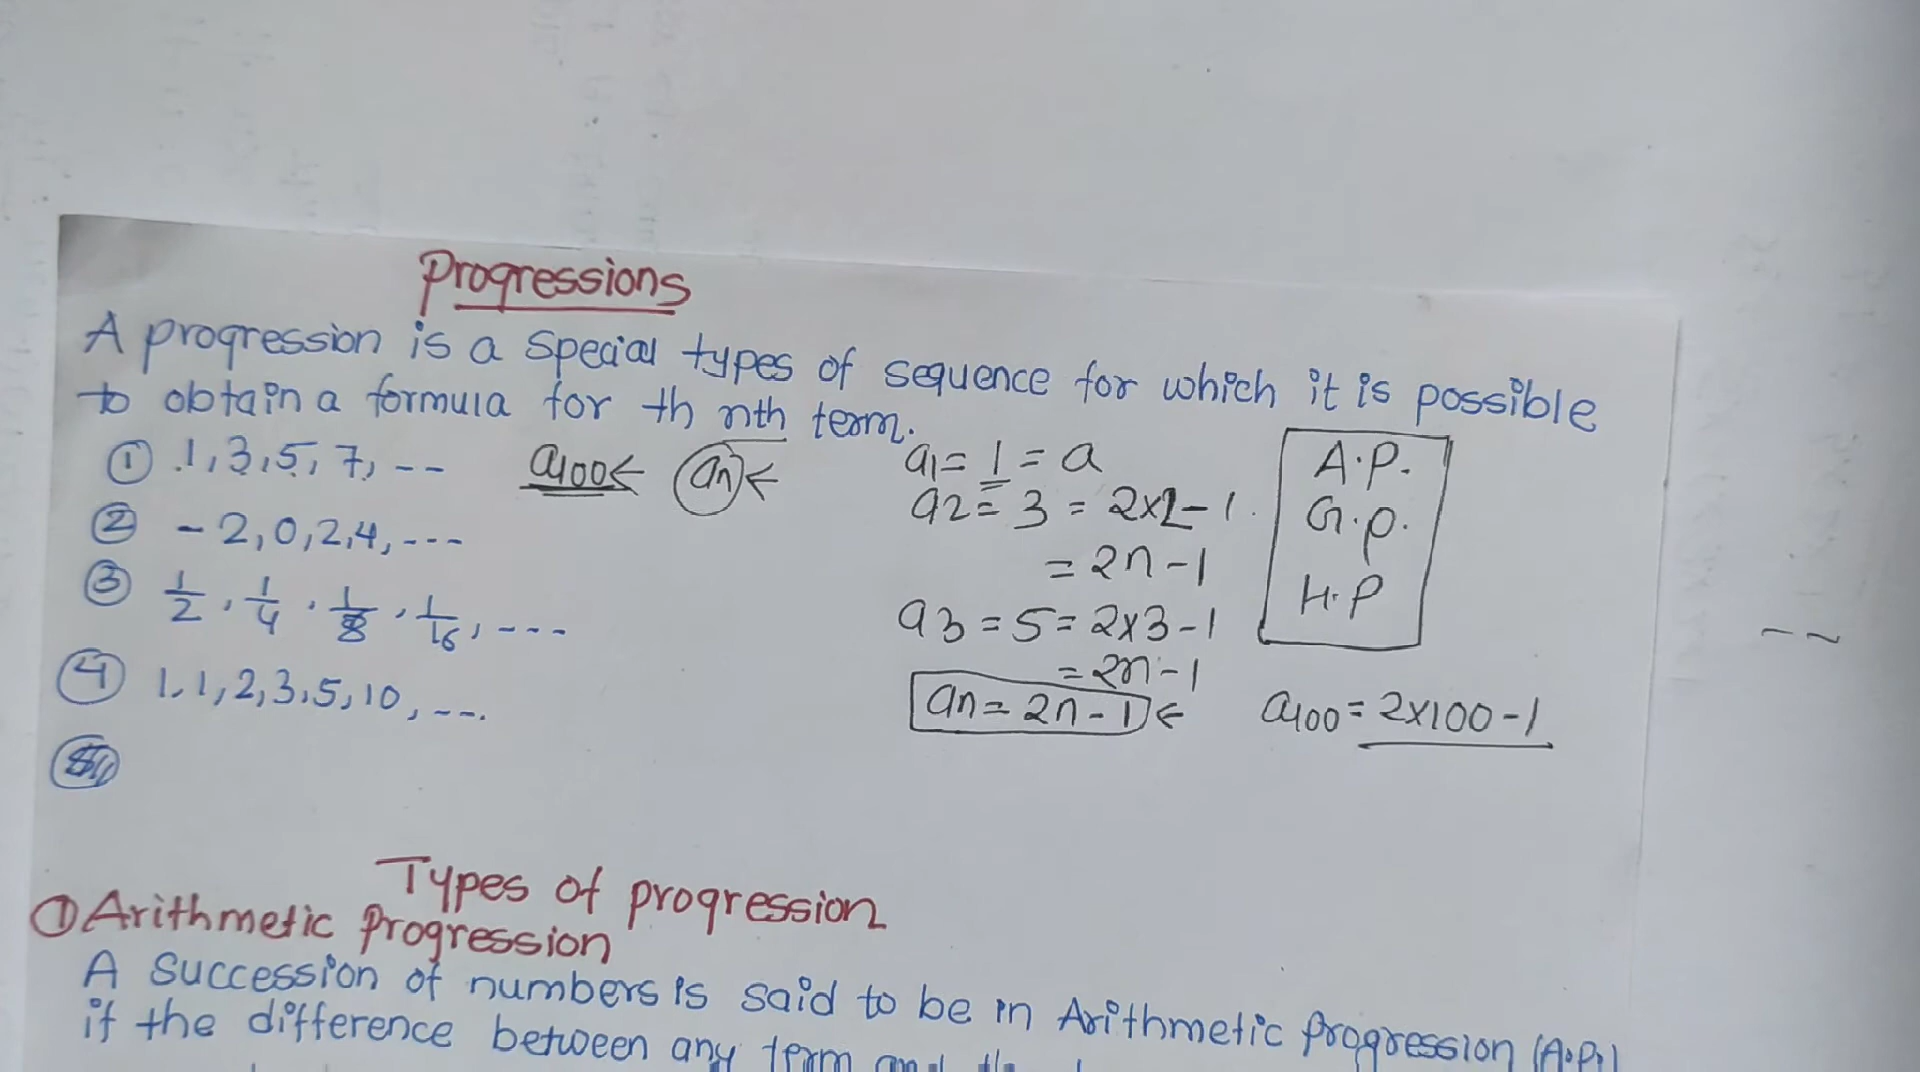 Progressions
A progression is a special types of sequence for which it is possible
to obtain a formula for th nth term.
① 1, 3, 5, 7, --
a100 <
an <
② -2, 0, 2, 4, ---
③ 1/2, 1/4, 1/8, 1/16, ----
④ 1, 1, 2, 3, 5, 10, ---.
a1 = 1 = a
a2 = 3 = 2x2-1
= 2n-1
a3 = 5 = 2x3-1
= 2n-1
an = 2n-1 <
A.P.
G.P.
H.P
a100 = 2x100-1
Types of progression
① Arithmetic Progression
A succession of numbers is said to be in Arithmetic Progression (A.P.)
if the difference between any term and